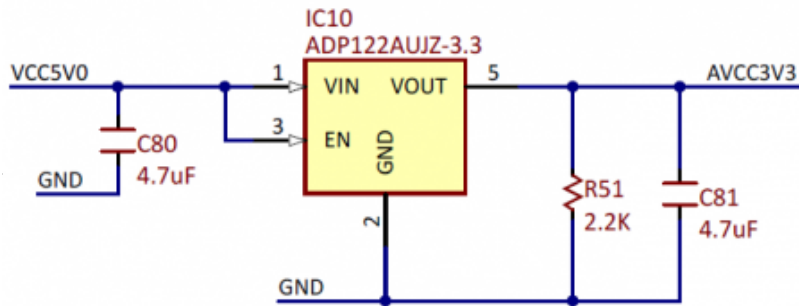 IC10
ADP122AUJZ-3.3
VCC5V0
1
VIN
VOUT
5
AVCC3V3
3
EN
GND
C80
4.7uF
GND
2
R51
2.2K
C81
4.7uF
GND